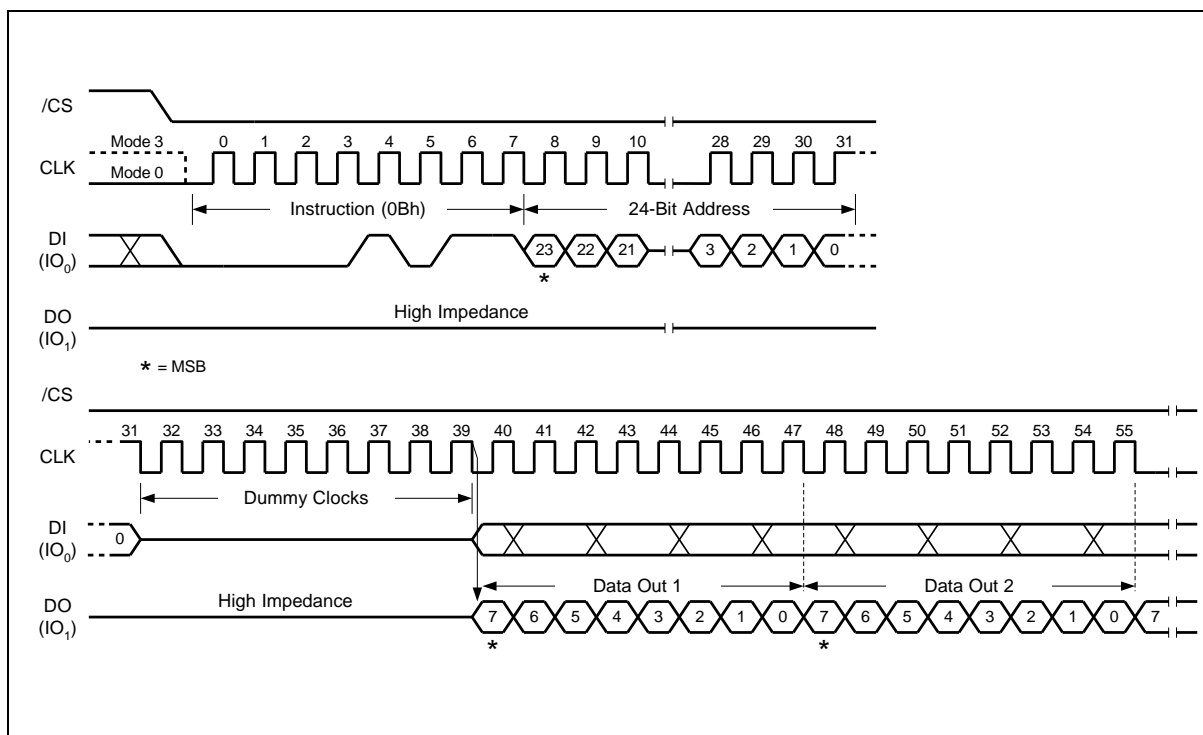 /CS
Mode 3 0 1 2 3 4 5 6 7 8 9 10 28 29 30 31
CLK
Mode 0
Instruction (0Bh) 24-Bit Address
DI
(IO0) 23 22 21 3 2 1 0
*
High Impedance
DO
(IO1)
* = MSB
/CS
31 32 33 34 35 36 37 38 39 40 41 42 43 44 45 46 47 48 49 50 51 52 53 54 55
CLK
Dummy Clocks
DI
(IO0) 0
Data Out 1 Data Out 2
High Impedance
DO
(IO1) 7 6 5 4 3 2 1 0 7 6 5 4 3 2 1 0 7
* *